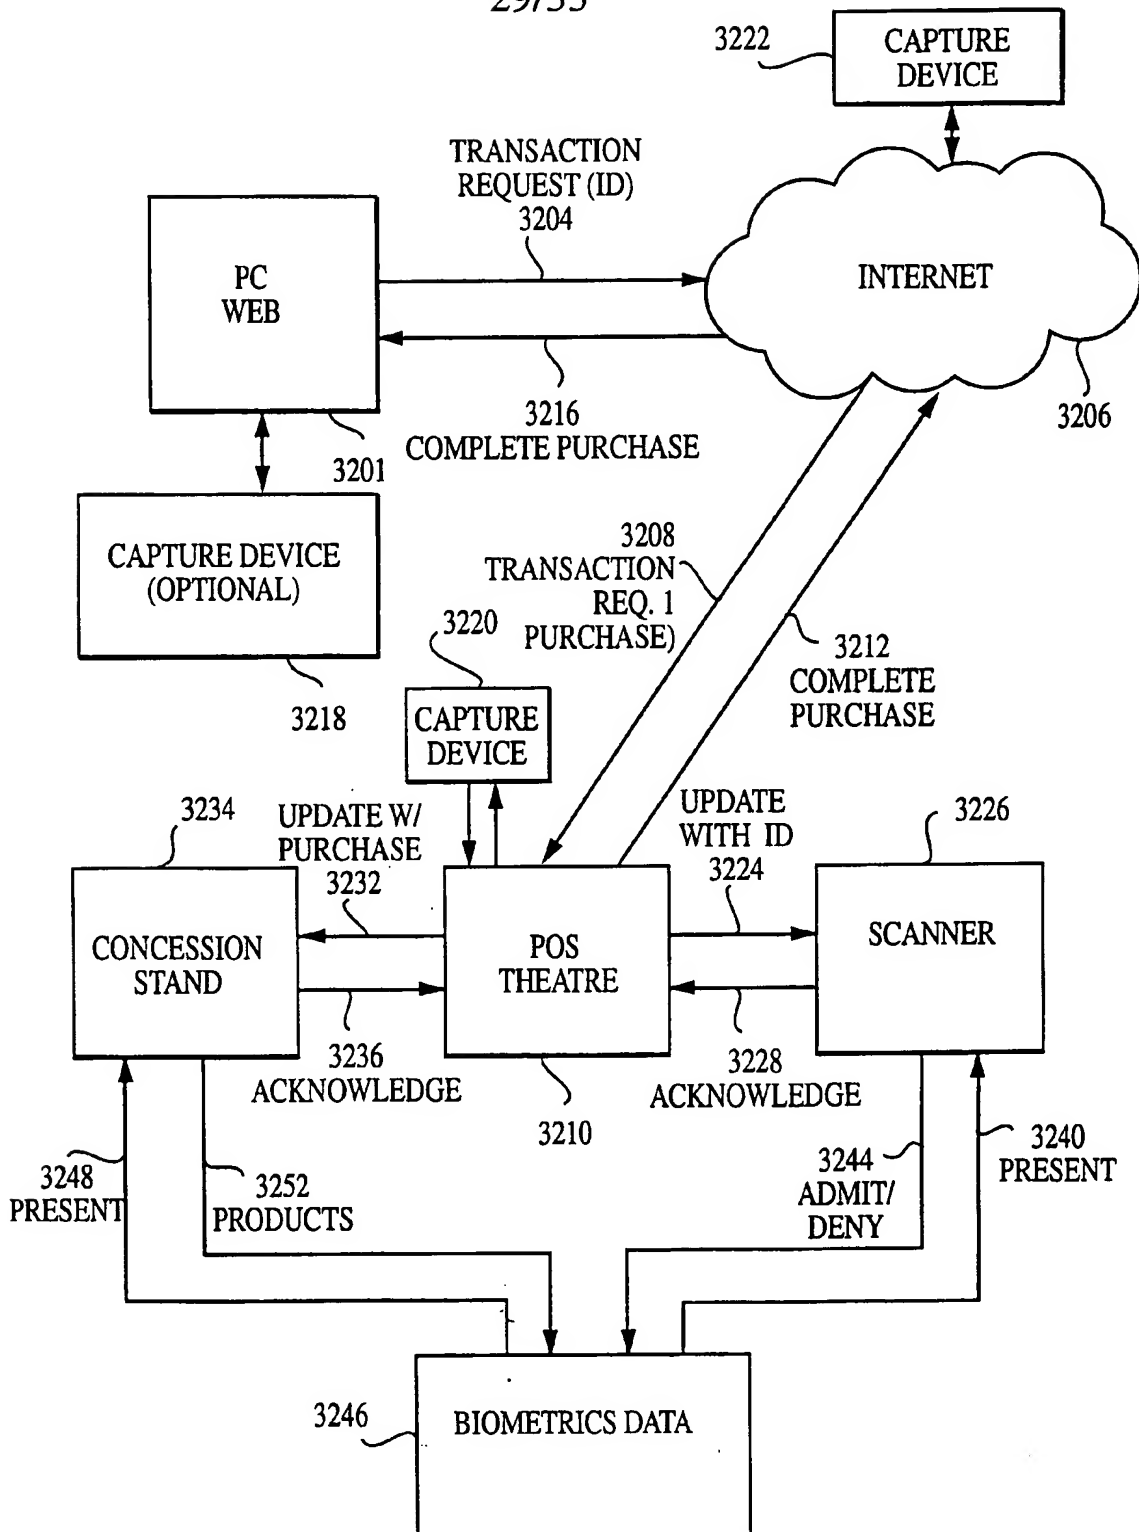 29/35
3222
CAPTURE
DEVICE
TRANSACTION
REQUEST (ID)
3204
PC
WEB
INTERNET
3206
3216
COMPLETE PURCHASE
3201
CAPTURE DEVICE
(OPTIONAL)
3218
3208
TRANSACTION
REQ. 1
PURCHASE)
3212
COMPLETE
PURCHASE
3220
CAPTURE
DEVICE
3234
UPDATE W/
PURCHASE
3232
UPDATE
WITH ID
3224
3226
CONCESSION
STAND
POS
THEATRE
SCANNER
3236
ACKNOWLEDGE
3228
ACKNOWLEDGE
3210
3248
PRESENT
3252
PRODUCTS
3244
ADMIT/
DENY
3240
PRESENT
3246
BIOMETRICS DATA